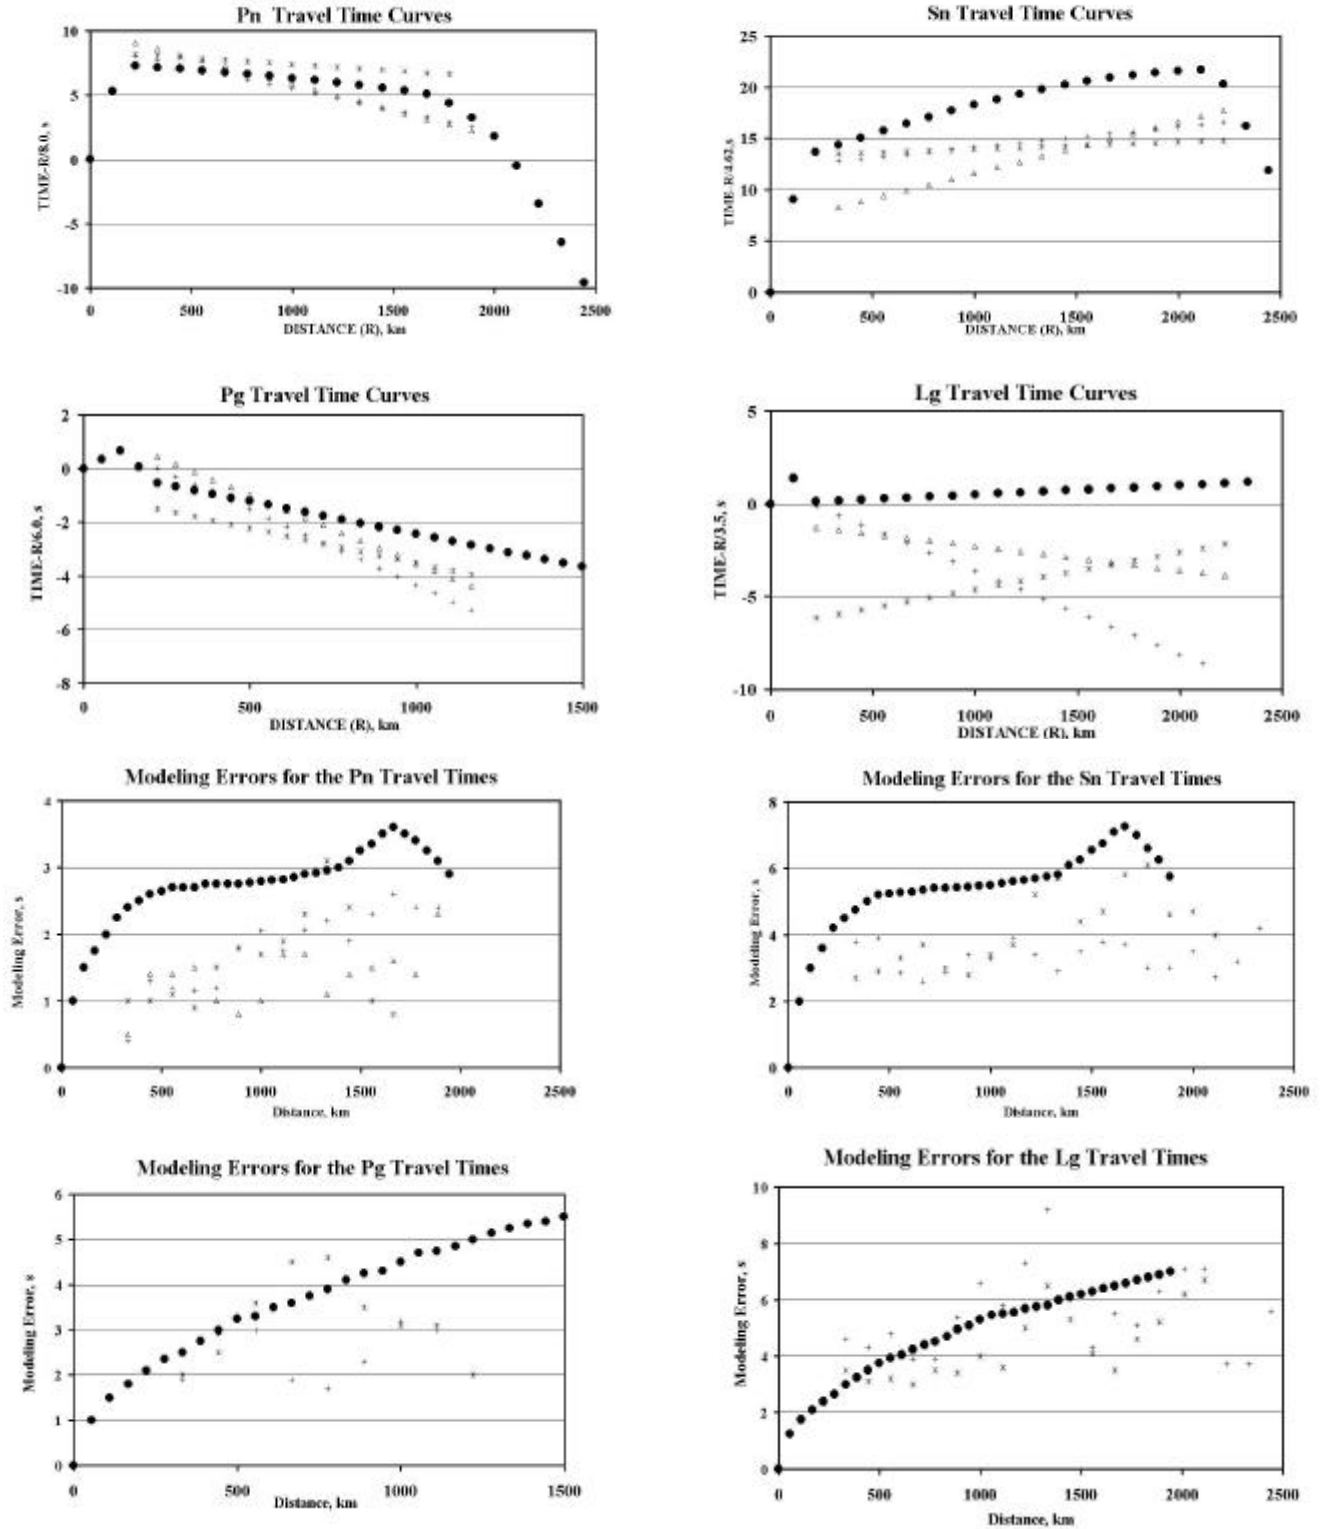 Pn Travel Time Curves
10
5
0
-5
-10
TIME-R/8.0, s
0 500 1000 1500 2000 2500
DISTANCE (R), km
Sn Travel Time Curves
25
20
15
10
5
0
TIME-R/4.62,s
0 500 1000 1500 2000 2500
DISTANCE (R), km
Pg Travel Time Curves
2
0
-2
-4
-6
-8
TIME-R/6.0, s
0 500 1000 1500
DISTANCE (R), km
Lg Travel Time Curves
5
0
-5
-10
TIME-R/3.5, s
0 500 1000 1500 2000 2500
DISTANCE (R), km
Modeling Errors for the Pn Travel Times
4
3
2
1
0
Modeling Error, s
0 500 1000 1500 2000 2500
Distance, km
Modeling Errors for the Sn Travel Times
8
6
4
2
0
Modeling Error, s
0 500 1000 1500 2000 2500
Distance, km
Modeling Errors for the Pg Travel Times
6
5
4
3
2
1
0
Modeling Error, s
0 500 1000 1500
Distance, km
Modeling Errors for the Lg Travel Times
10
8
6
4
2
0
Modeling Error, s
0 500 1000 1500 2000 2500
Distance, km